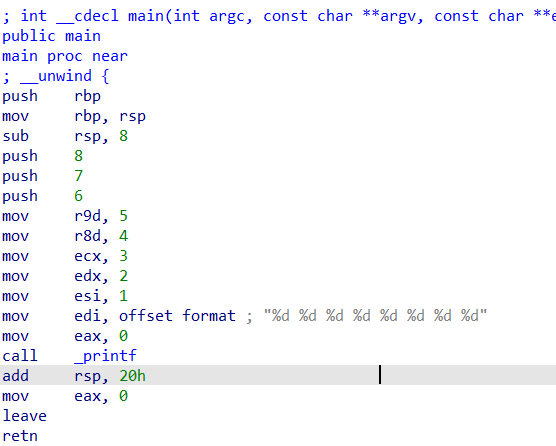 ; int __cdecl main(int argc, const char **argv, const char **e
public main
main proc near
; __unwind {
push rbp
mov rbp, rsp
sub rsp, 8
push 8
push 7
push 6
mov r9d, 5
mov r8d, 4
mov ecx, 3
mov edx, 2
mov esi, 1
mov edi, offset format ; "%d %d %d %d %d %d %d %d"
mov eax, 0
call _printf
add rsp, 20h
mov eax, 0
leave
retn